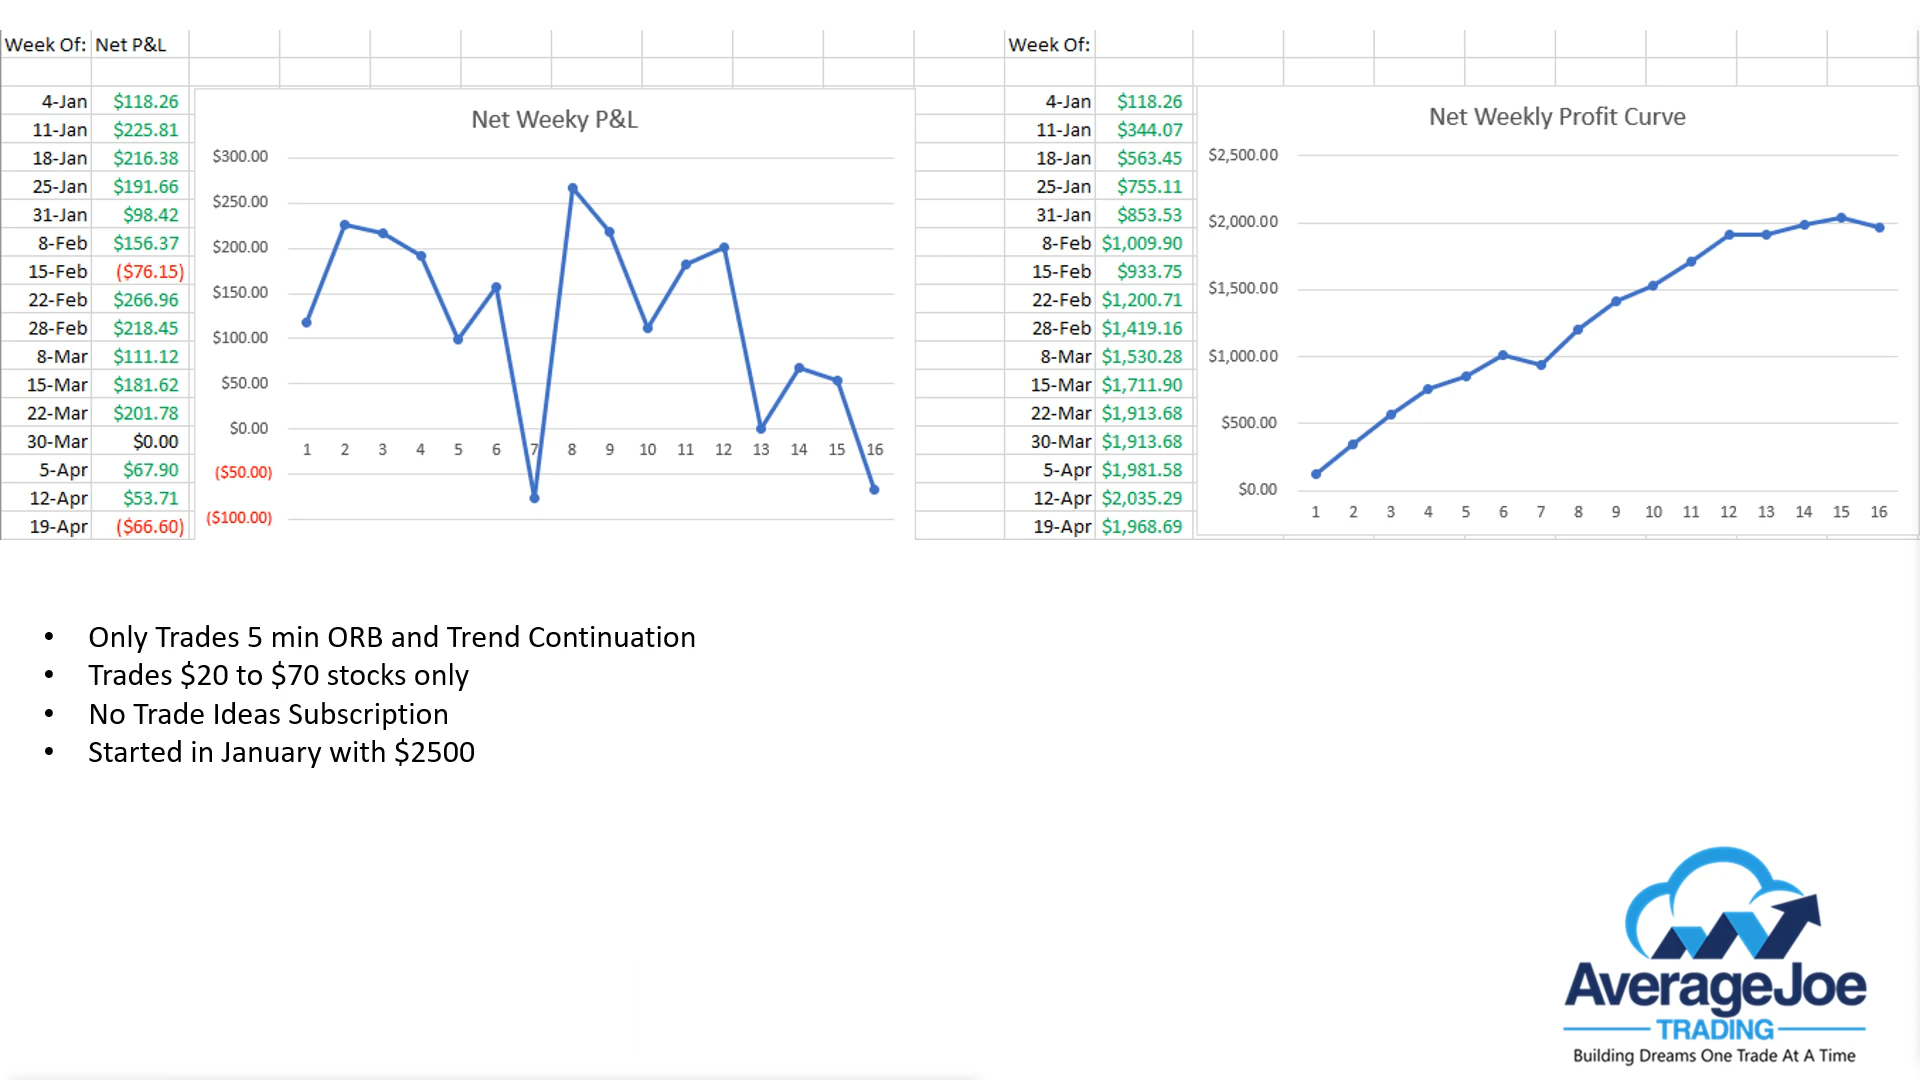 Week Of: Net P&L
4-Jan $118.26
11-Jan $225.81
18-Jan $216.38
25-Jan $191.66
31-Jan $98.42
8-Feb $156.37
15-Feb ($76.15)
22-Feb $266.96
28-Feb $218.45
8-Mar $111.12
15-Mar $181.62
22-Mar $201.78
30-Mar $0.00
5-Apr $67.90
12-Apr $53.71
19-Apr ($66.60)
Net Weeky P&L
$300.00
$250.00
$200.00
$150.00
$100.00
$50.00
$0.00
($50.00)
($100.00)
1 2 3 4 5 6 7 8 9 10 11 12 13 14 15 16
Week Of:
4-Jan $118.26
11-Jan $344.07
18-Jan $563.45
25-Jan $755.11
31-Jan $853.53
8-Feb $1,009.90
15-Feb $933.75
22-Feb $1,200.71
28-Feb $1,419.16
8-Mar $1,530.28
15-Mar $1,711.90
22-Mar $1,913.68
30-Mar $1,913.68
5-Apr $1,981.58
12-Apr $2,035.29
19-Apr $1,968.69
Net Weekly Profit Curve
$2,500.00
$2,000.00
$1,500.00
$1,000.00
$500.00
$0.00
1 2 3 4 5 6 7 8 9 10 11 12 13 14 15 16
• Only Trades 5 min ORB and Trend Continuation
• Trades $20 to $70 stocks only
• No Trade Ideas Subscription
• Started in January with $2500
AverageJoe
TRADING
Building Dreams One Trade At A Time